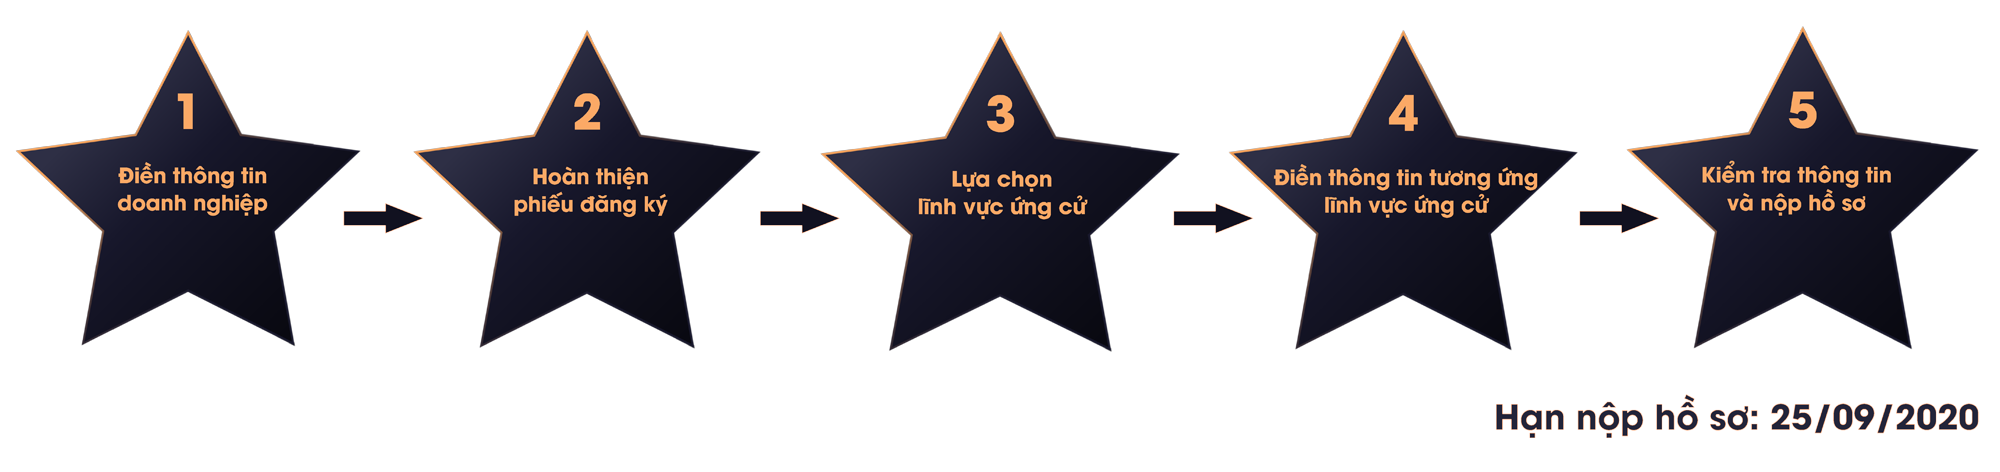 1
Điền thông tin
doanh nghiệp
2
Hoàn thiện
phiếu đăng ký
3
Lựa chọn
lĩnh vực ứng cử
4
Điền thông tin tương ứng
lĩnh vực ứng cử
5
Kiểm tra thông tin
và nộp hồ sơ
Hạn nộp hồ sơ: 25/09/2020